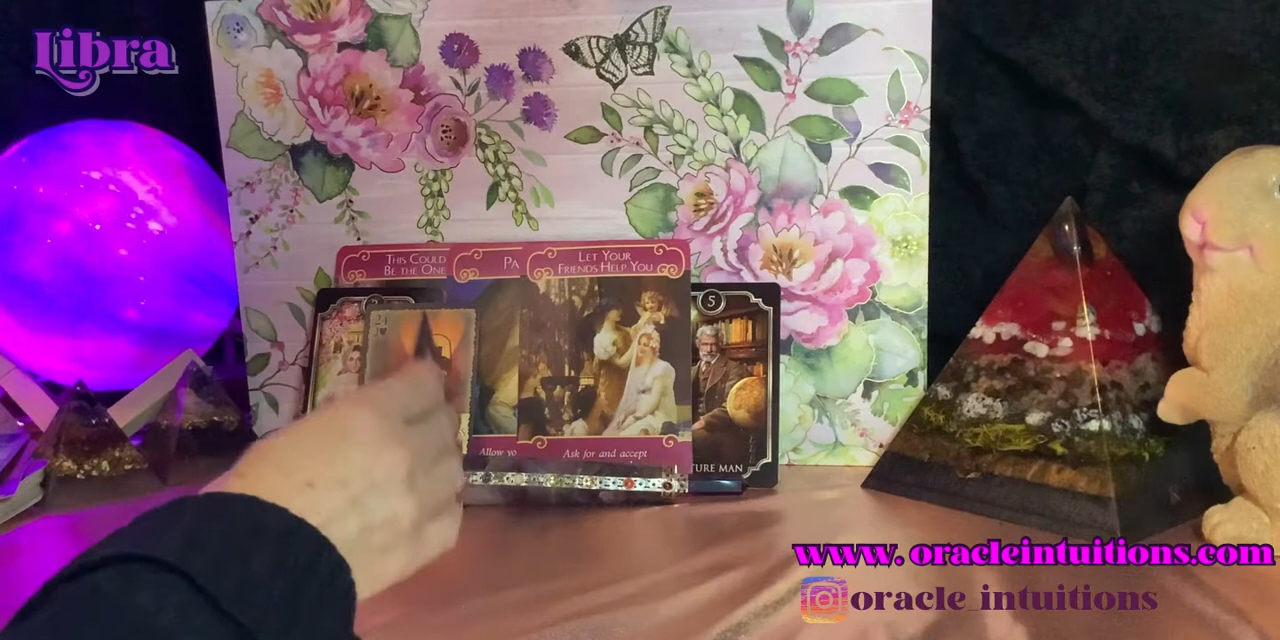 Libra
THIS COULD
BE THE ONE
PA
LET YOUR
FRIENDS HELP YOU
5
21
TURE MAN
Allow yo
Ask for and accept
www.oracleintuitions.com
oracle_intuitions